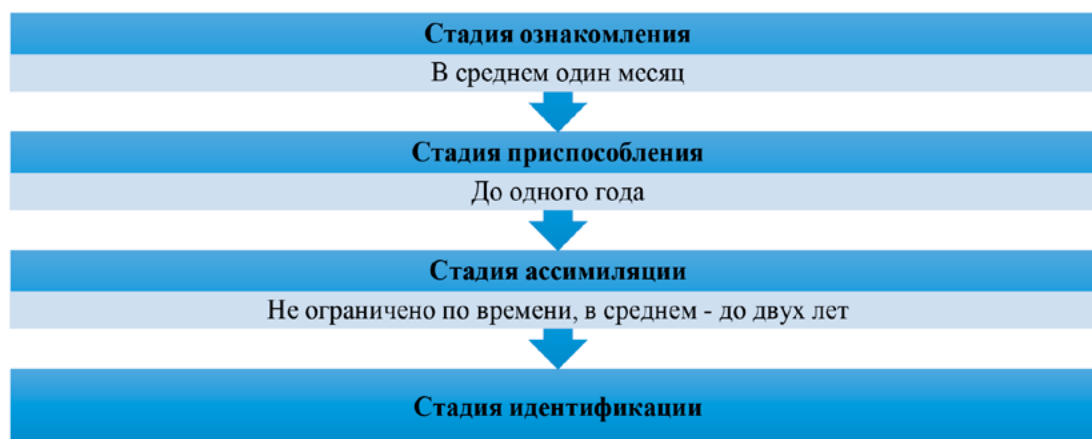 Стадия ознакомления
В среднем один месяц
Стадия приспособления
До одного года
Стадия ассимиляции
Не ограничено по времени, в среднем - до двух лет
Стадия идентификации